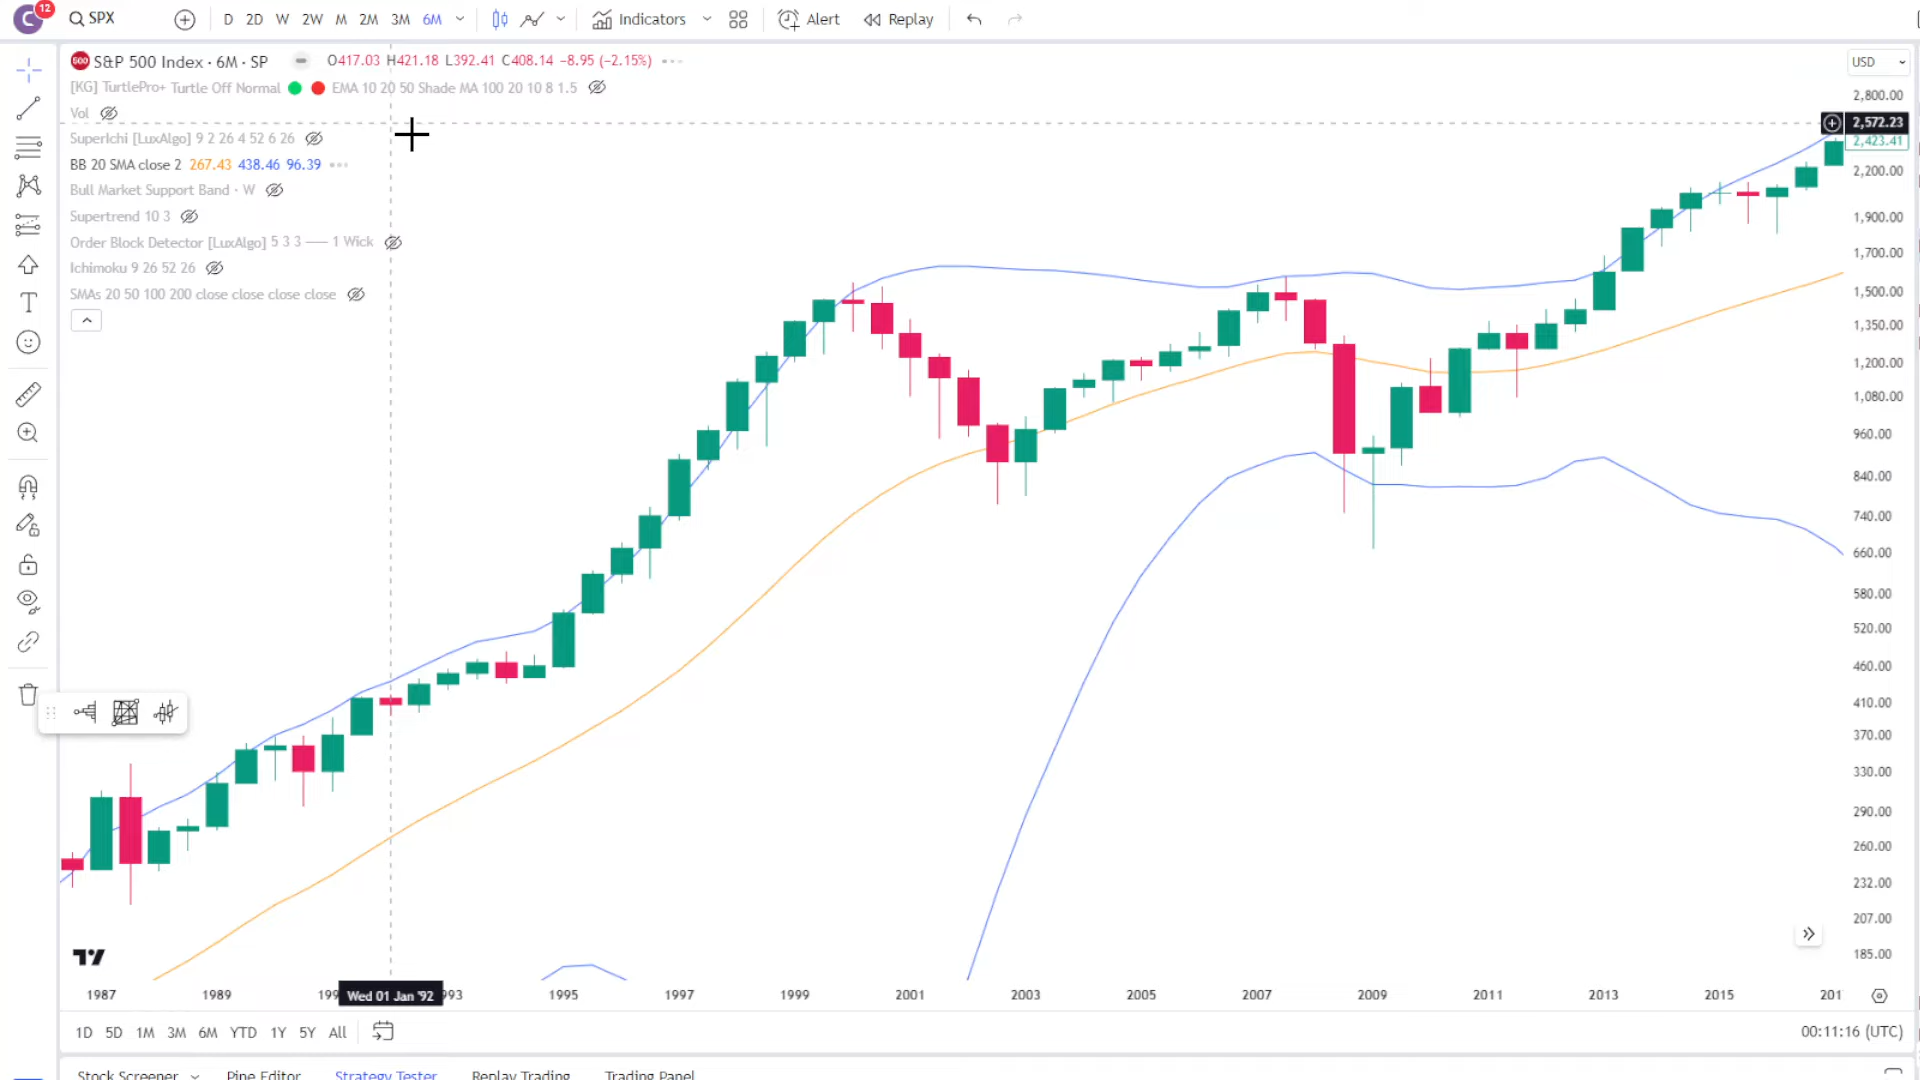 C 12 SPX D 2D W 2W M 2M 3M 6M Indicators Alert Replay
500 S&P 500 Index · 6M · SP O417.03 H421.18 L392.41 C408.14 −8.95 (−2.15%) USD
[KG] TurtlePro+ Turtle Off Normal EMA 10 20 50 Shade MA 100 20 10 8 1.5
2,800.00
Vol
2,572.23
SuperIchi [LuxAlgo] 9 2 26 4 52 6 26
2,423.41
BB 20 SMA close 2 267.43 438.46 96.39
2,200.00
Bull Market Support Band · W
Supertrend 10 3
1,900.00
Order Block Detector [LuxAlgo] 5 3 3 —— 1 Wick
1,700.00
Ichimoku 9 26 52 26
SMAs 20 50 100 200 close close close close
1,500.00
1,350.00
1,200.00
1,080.00
960.00
840.00
740.00
660.00
580.00
520.00
460.00
410.00
370.00
330.00
290.00
260.00
232.00
207.00
185.00
1987 1989 199 Wed 01 Jan '92 993 1995 1997 1999 2001 2003 2005 2007 2009 2011 2013 2015 201
1D 5D 1M 3M 6M YTD 1Y 5Y All 00:11:16 (UTC)
Stock Screener Pine Editor Strategy Tester Replay Trading Trading Panel